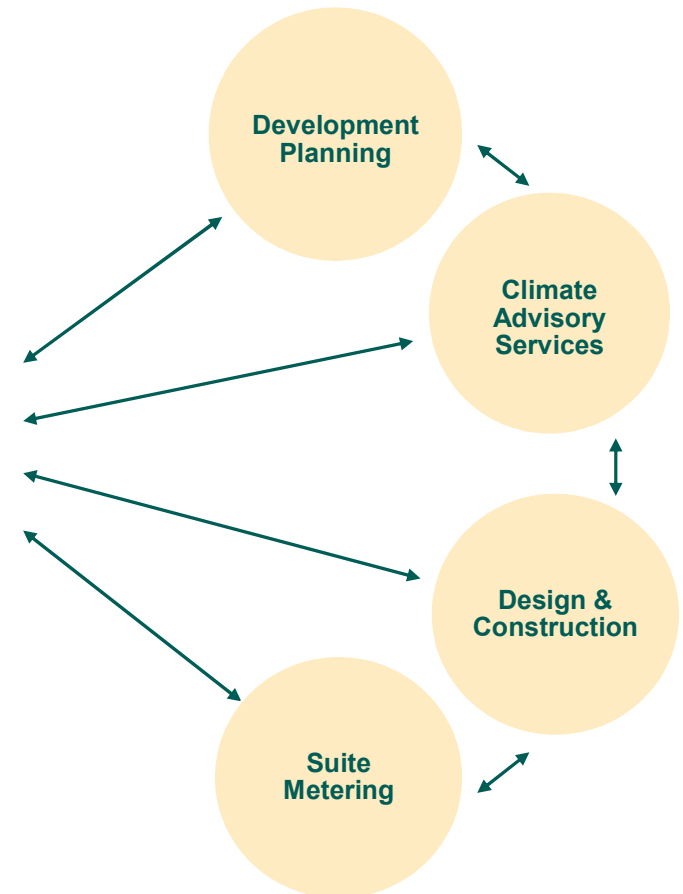 Development
Planning
Climate
Advisory
Services
Design &
Construction
Suite
Metering